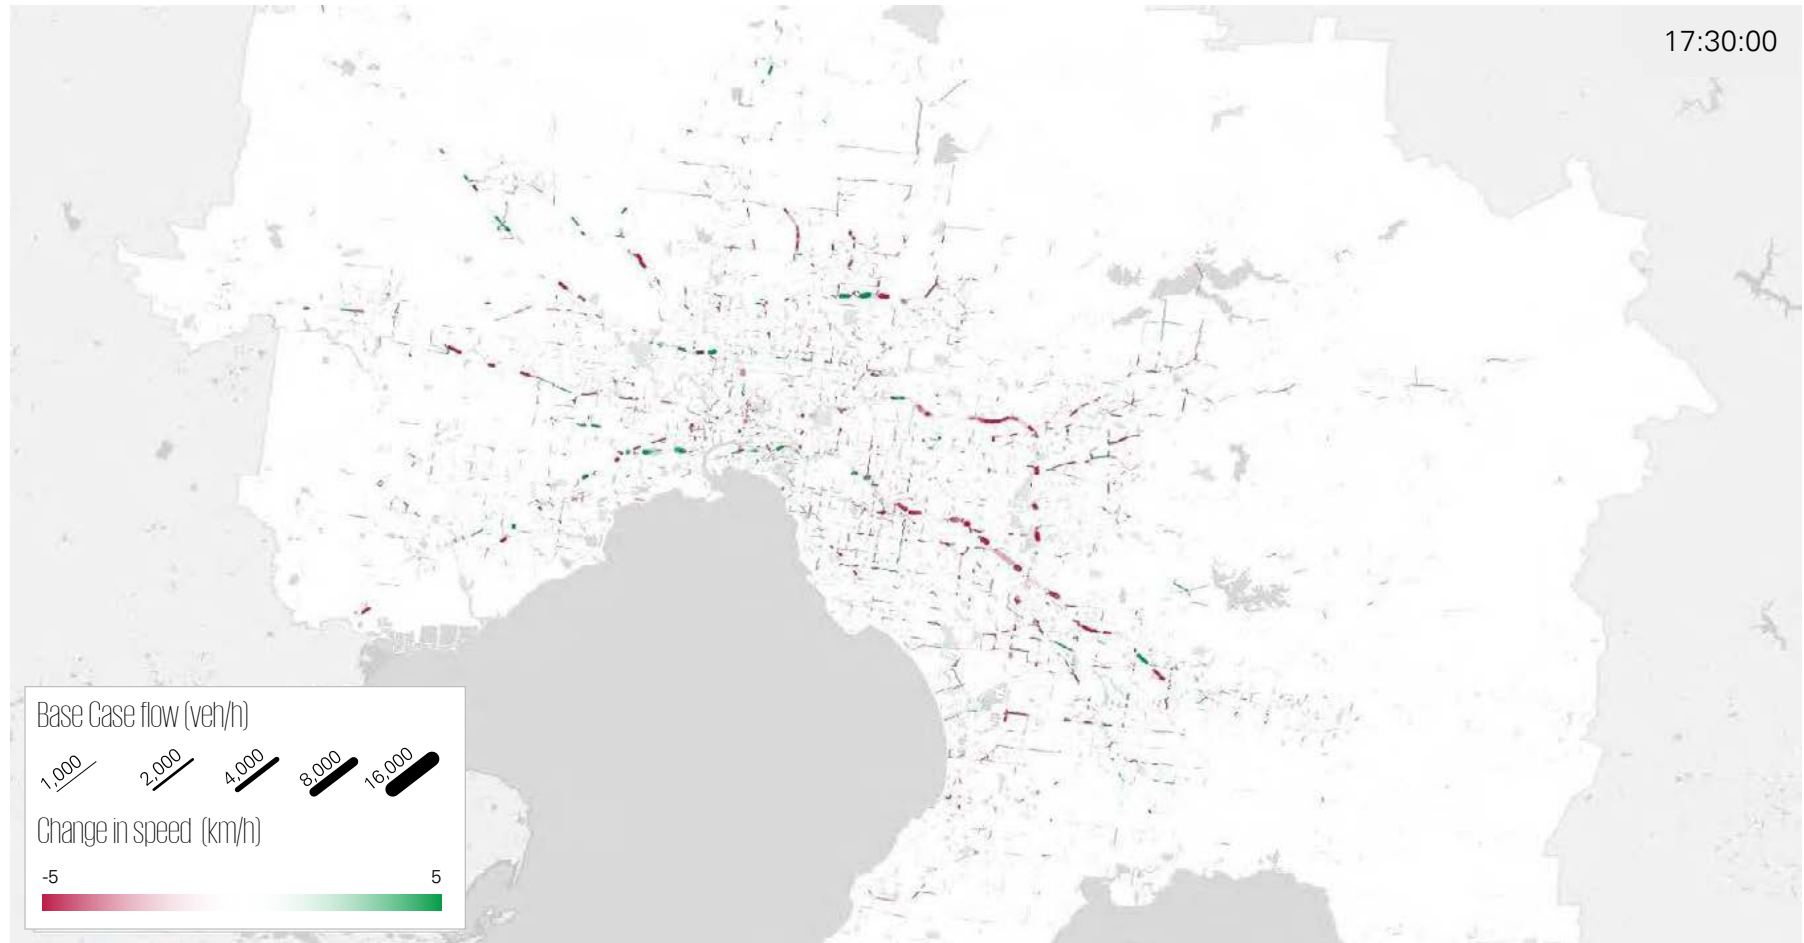 17:30:00
Base Case flow (veh/h)
1,000 2,000 4,000 8,000 16,000
Change in speed (km/h)
-5 5